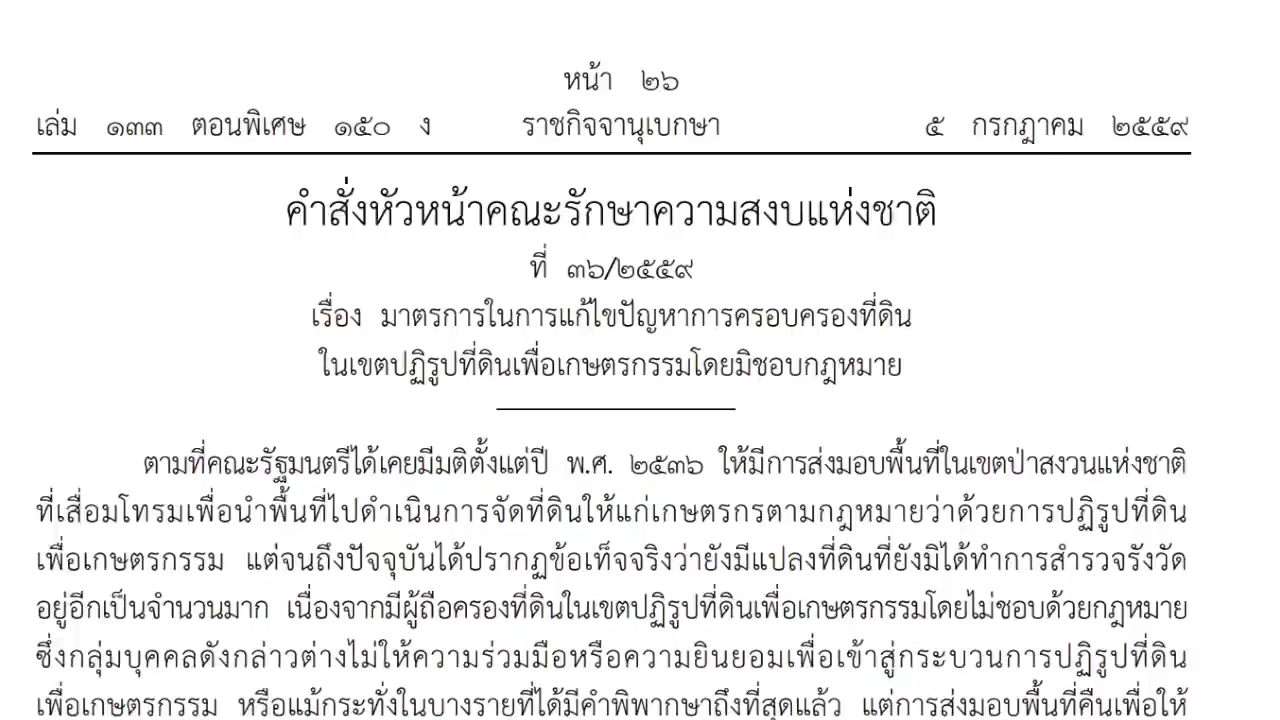 หน้า ๒๖
เล่ม ๑๓๓ ตอนพิเศษ ๑๕๐ ง ราชกิจจานุเบกษา ๕ กรกฎาคม ๒๕๕๙
คำสั่งหัวหน้าคณะรักษาความสงบแห่งชาติ
ที่ ๓๖/๒๕๕๙
เรื่อง มาตรการในการแก้ไขปัญหาการครอบครองที่ดิน
ในเขตปฏิรูปที่ดินเพื่อเกษตรกรรมโดยมิชอบกฎหมาย
ตามที่คณะรัฐมนตรีได้เคยมีมติตั้งแต่ปี พ.ศ. ๒๕๓๖ ให้มีการส่งมอบพื้นที่ในเขตป่าสงวนแห่งชาติ
ที่เสื่อมโทรมเพื่อนำพื้นที่ไปดำเนินการจัดที่ดินให้แก่เกษตรกรตามกฎหมายว่าด้วยการปฏิรูปที่ดิน
เพื่อเกษตรกรรม แต่จนถึงปัจจุบันได้ปรากฏข้อเท็จจริงว่ายังมีแปลงที่ดินที่ยังมิได้ทำการสำรวจรังวัด
อยู่อีกเป็นจำนวนมาก เนื่องจากมีผู้ถือครองที่ดินในเขตปฏิรูปที่ดินเพื่อเกษตรกรรมโดยไม่ชอบด้วยกฎหมาย
ซึ่งกลุ่มบุคคลดังกล่าวต่างไม่ให้ความร่วมมือหรือความยินยอมเพื่อเข้าสู่กระบวนการปฏิรูปที่ดิน
เพื่อเกษตรกรรม หรือแม้กระทั่งในบางรายที่ได้มีคำพิพากษาถึงที่สุดแล้ว แต่การส่งมอบพื้นที่คืนเพื่อให้